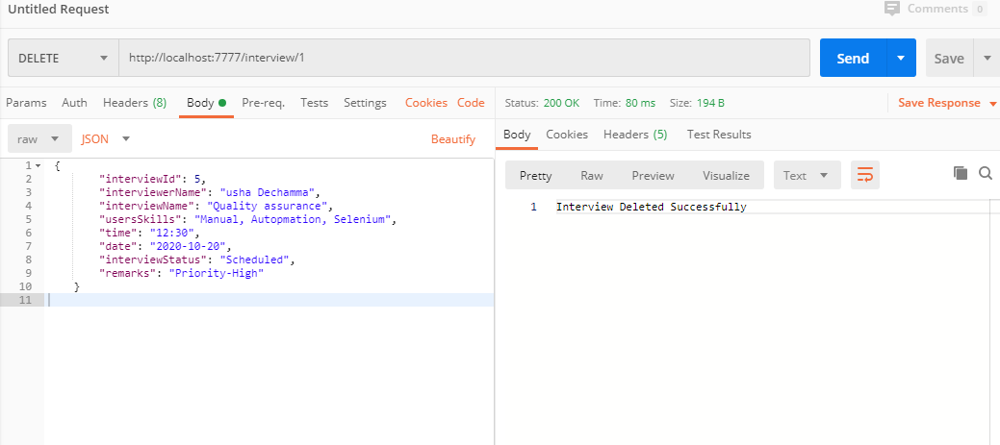 Untitled Request
Comments 0
DELETE http://localhost:7777/interview/1 Send Save
Params Auth Headers (8) Body Pre-req. Tests Settings Cookies Code
raw JSON Beautify
1 {
2 "interviewId": 5,
3 "interviewerName": "usha Dechamma",
4 "interviewName": "Quality assurance",
5 "usersSkills": "Manual, Autopmation, Selenium",
6 "time": "12:30",
7 "date": "2020-10-20",
8 "interviewStatus": "Scheduled",
9 "remarks": "Priority-High"
10 }
11
Status: 200 OK Time: 80 ms Size: 194 B Save Response
Body Cookies Headers (5) Test Results
Pretty Raw Preview Visualize Text
1 Interview Deleted Successfully